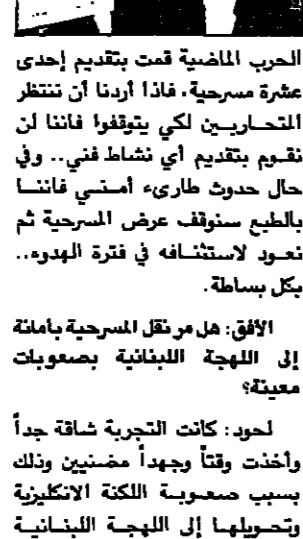 الحرب الماضية قمت بتقديم إحدى
عشرة مسرحية. فاذا أردنا أن ننتظر
المتحاربين لكي يتوقفوا فاننا لن
نقوم بتقديم أي نشاط فني.. وفي
حال حدوث طارىء أمني فاننا
بالطبع سنوقف عرض المسرحية ثم
نعود لاستئنافه في فترة الهدوء..
بكل بساطة.
الأفق: هل مر نقل المسرحية بأمانة
إلى اللهجة اللبنانية بصعوبات
معينة؟
لحود: كانت التجربة شاقة جداً
وأخذت وقتاً وجهداً مضنيين وذلك
بسبب صعوبة اللكنة الانكليزية
وتحويلها إلى اللهجة اللبنانية